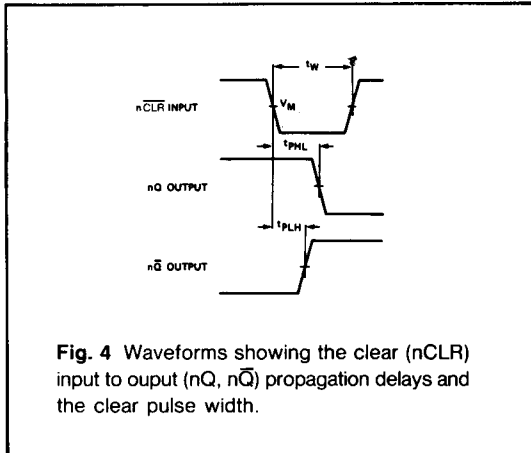 tW
nC̅L̅R̅ INPUT
VM
tPHL
nQ OUTPUT
tPLH
nQ̅ OUTPUT
Fig. 4 Waveforms showing the clear (nCLR)
input to ouput (nQ, nQ̅) propagation delays and
the clear pulse width.